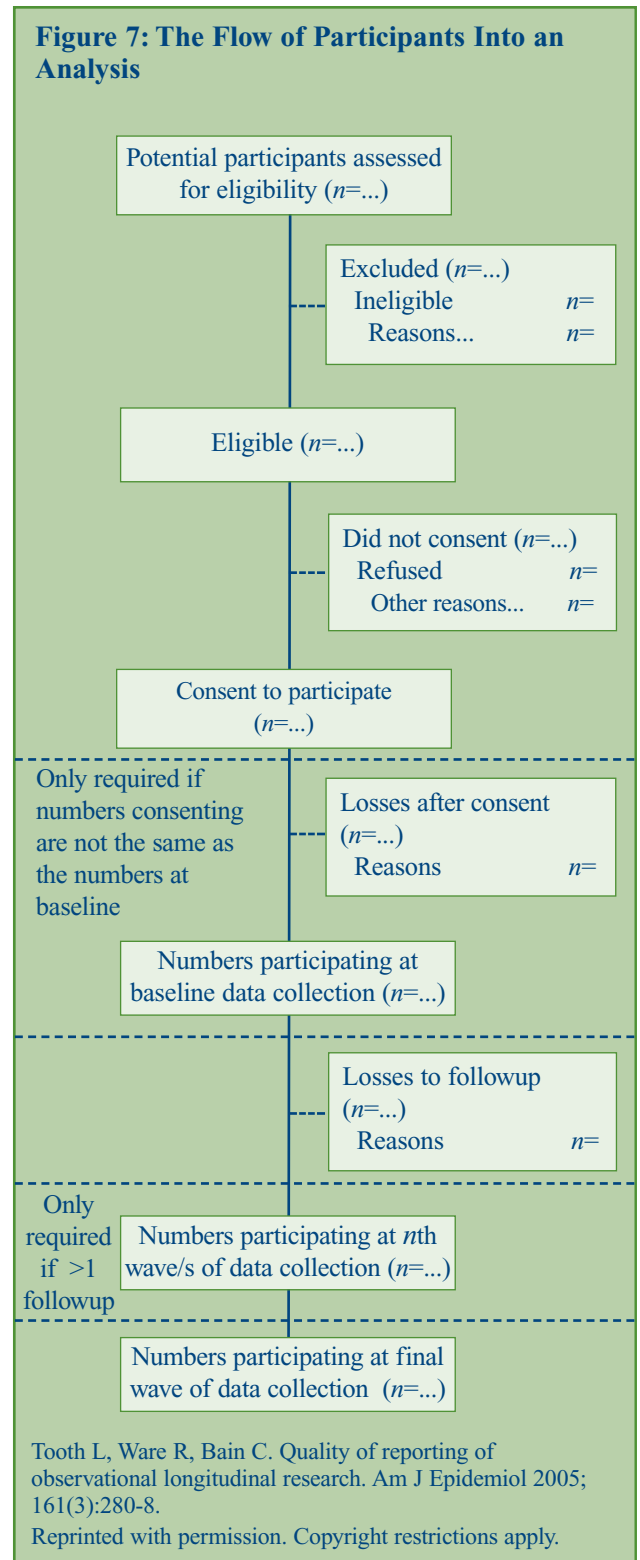 Figure 7: The Flow of Participants Into an
Analysis
Potential participants assessed
for eligibility (n=...)
Excluded (n=...)
Ineligible n=
Reasons... n=
Eligible (n=...)
Did not consent (n=...)
Refused n=
Other reasons... n=
Consent to participate
(n=...)
Only required if
numbers consenting
are not the same as
the numbers at
baseline
Losses after consent
(n=...)
Reasons n=
Numbers participating at
baseline data collection (n=...)
Losses to followup
(n=...)
Reasons n=
Only
required
if >1
followup
Numbers participating at nth
wave/s of data collection (n=...)
Numbers participating at final
wave of data collection (n=...)
Tooth L, Ware R, Bain C. Quality of reporting of
observational longitudinal research. Am J Epidemiol 2005;
161(3):280-8.
Reprinted with permission. Copyright restrictions apply.